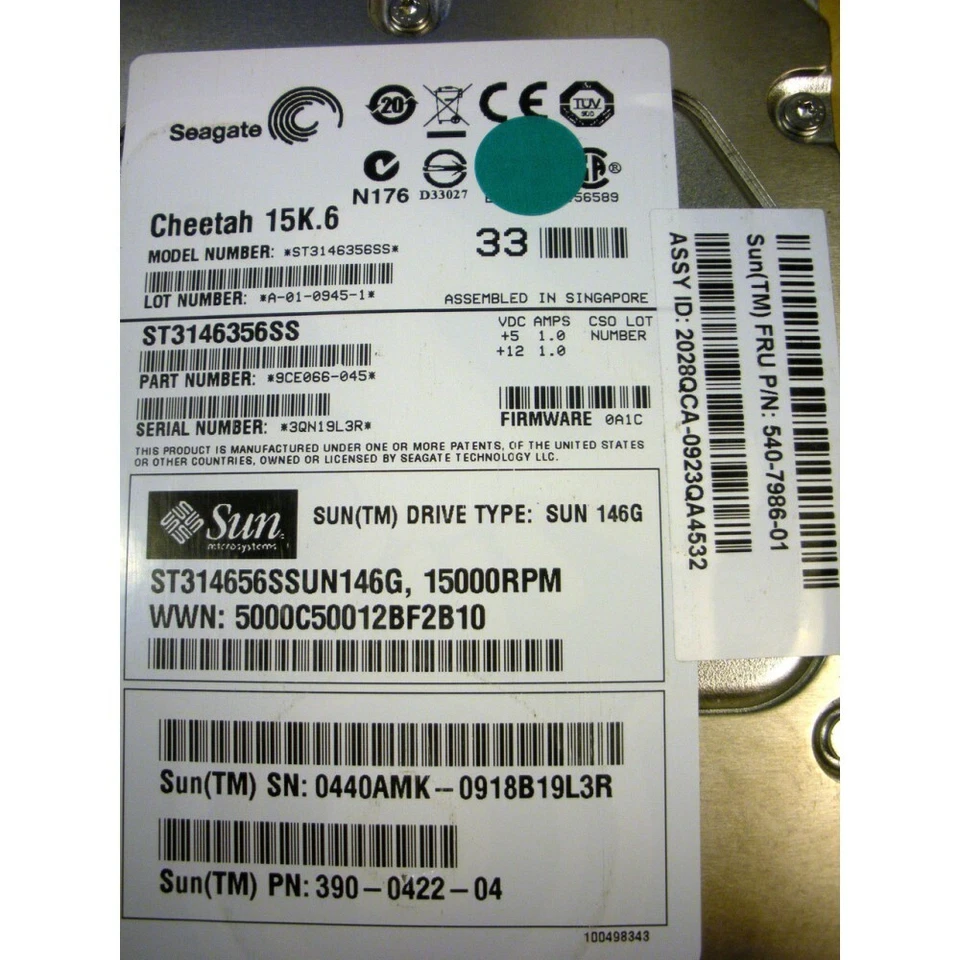 Seagate
20
CE
TUV
N176
D33027
®
56589
Cheetah 15K.6
MODEL NUMBER: *ST3146356SS*
33
LOT NUMBER: *A-01-0945-1*
ASSEMBLED IN SINGAPORE
ST3146356SS
VDC AMPS CSO LOT
+5 1.0 NUMBER
+12 1.0
PART NUMBER: *9CE066-045*
SERIAL NUMBER: *3QN19L3R*
FIRMWARE 0A1C
THIS PRODUCT IS MANUFACTURED UNDER ONE OR MORE PATENTS, OF THE UNITED STATES
OR OTHER COUNTRIES, OWNED OR LICENSED BY SEAGATE TECHNOLOGY LLC.
Sun
microsystems
SUN(TM) DRIVE TYPE: SUN 146G
ST314656SSUN146G, 15000RPM
WWN: 5000C50012BF2B10
Sun(TM) SN: 0440AMK--0918B19L3R
Sun(TM) PN: 390-0422-04
100498343
Sun(TM) FRU P/N: 540-7986-01
ASSY ID: 2028QCA-0923QA4532